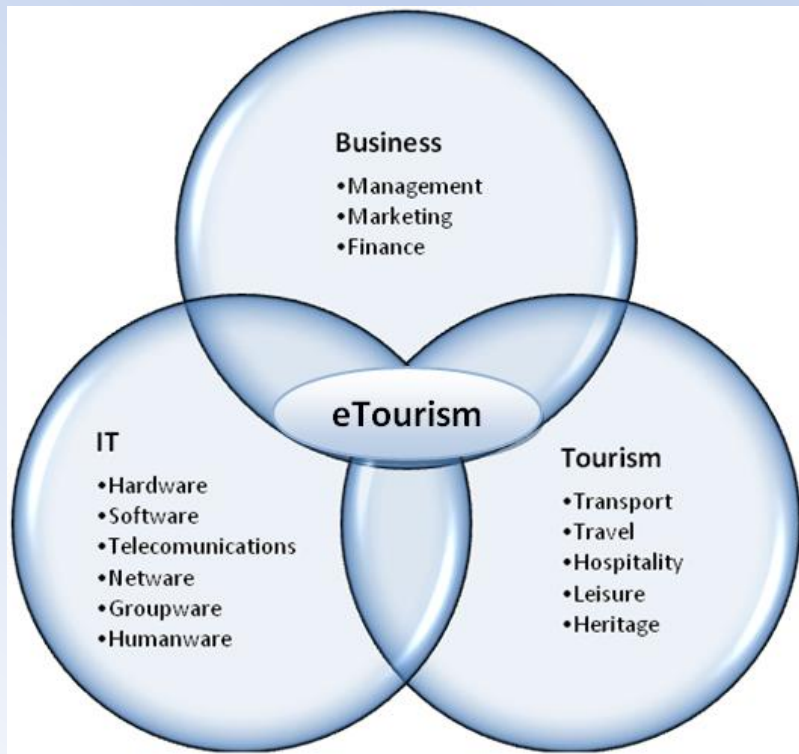 Business
•Management
•Marketing
•Finance
eTourism
IT
•Hardware
•Software
•Telecomunications
•Netware
•Groupware
•Humanware
Tourism
•Transport
•Travel
•Hospitality
•Leisure
•Heritage